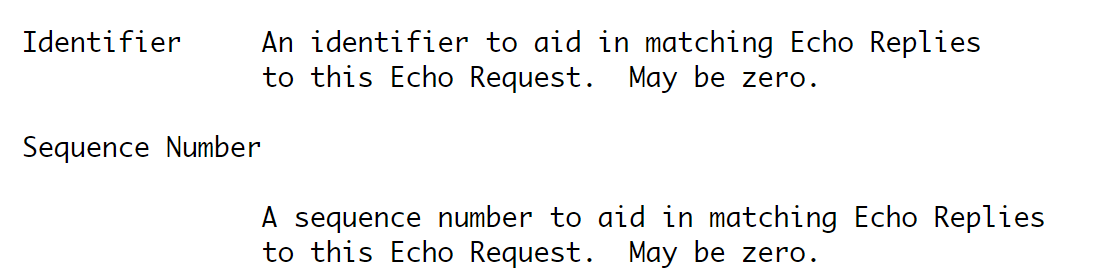 Identifier     An identifier to aid in matching Echo Replies
               to this Echo Request.  May be zero.
Sequence Number
               A sequence number to aid in matching Echo Replies
               to this Echo Request.  May be zero.